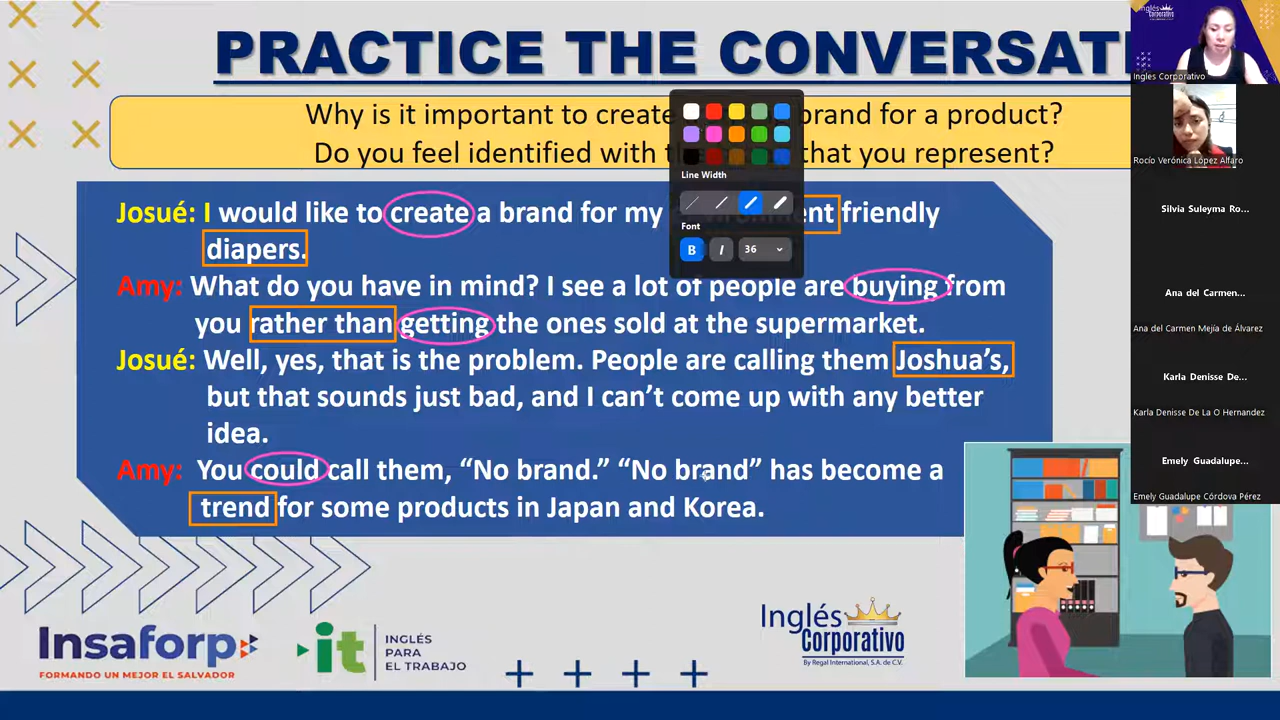 PRACTICE THE CONVERSAT
Why is it important to create brand for a product?
Do you feel identified with that you represent?
Josué: I would like to create a brand for my friendly
diapers.
Amy: What do you have in mind? I see a lot of people are buying from
you rather than getting the ones sold at the supermarket.
Josué: Well, yes, that is the problem. People are calling them Joshua's,
but that sounds just bad, and I can't come up with any better
idea.
Amy: You could call them, “No brand.” “No brand” has become a
trend for some products in Japan and Korea.
Line Width
Font
B I 36
Inglés
Corporativo
Ingles Corporativo
Rocío Verónica López Alfaro
Silvia Suleyma Ro...
Ana del Carmen...
Ana del Carmen Mejía de Álvarez
Karla Denisse De...
Karla Denisse De La O Hernandez
Emely Guadalupe...
Emely Guadalupe Córdova Pérez
Insaforp
FORMANDO UN MEJOR EL SALVADOR
it
INGLÉS
PARA
EL TRABAJO
Inglés
Corporativo
By Regal International, S.A. de C.V.